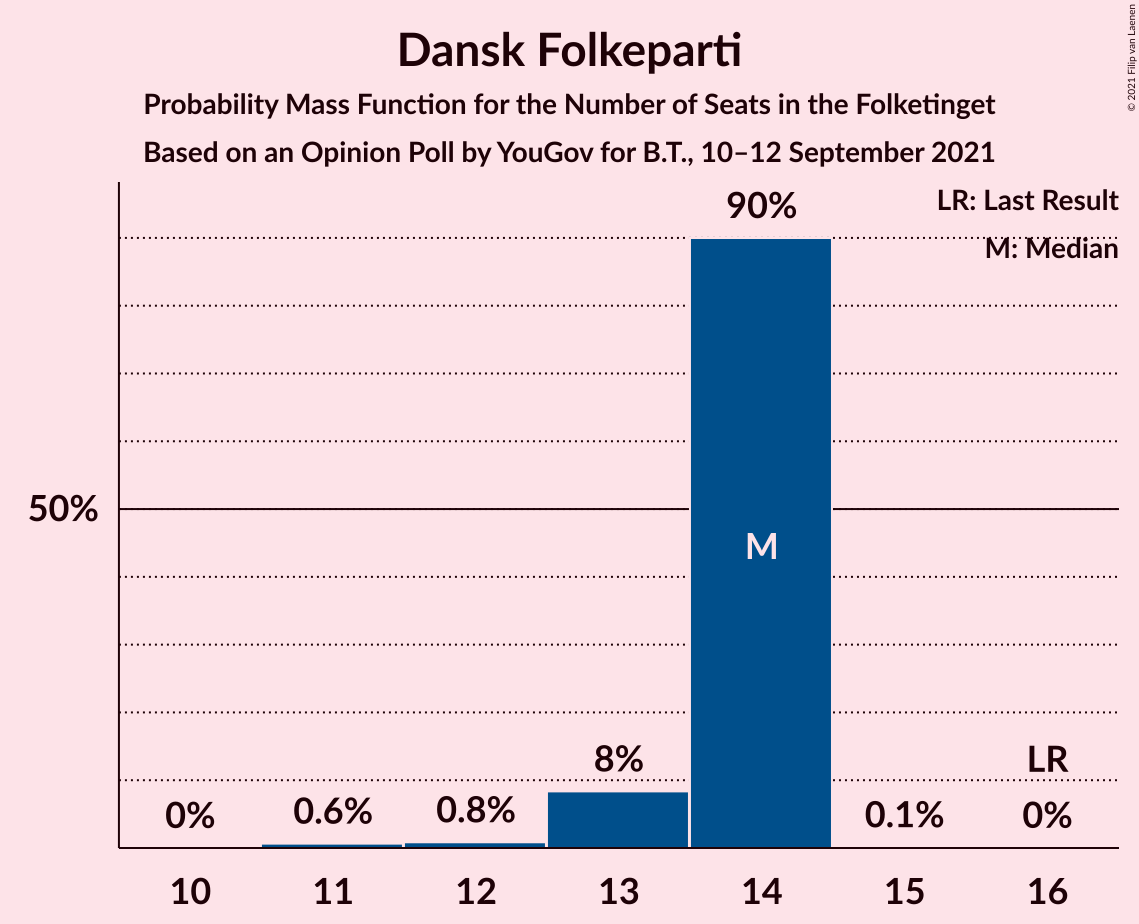 Dansk Folkeparti
Probability Mass Function for the Number of Seats in the Folketinget
Based on an Opinion Poll by YouGov for B.T., 10–12 September 2021
© 2021 Filip van Laenen
LR: Last Result
M: Median
90%
50%
M
8%
LR
0%
0.6%
0.8%
0.1%
0%
10
11
12
13
14
15
16